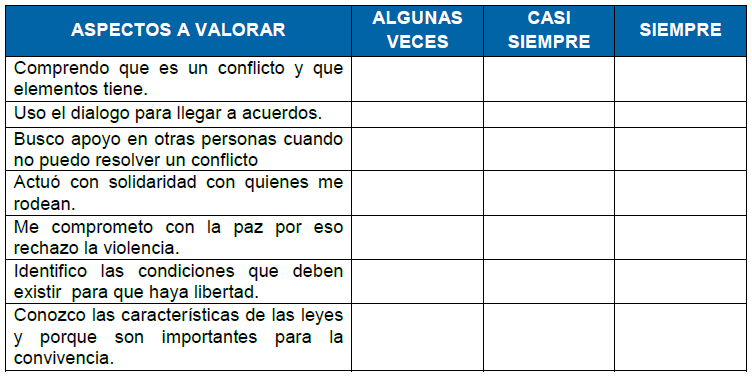 ASPECTOS A VALORAR
ALGUNAS
VECES
CASI
SIEMPRE
SIEMPRE
Comprendo que es un conflicto y que
elementos tiene.
Uso el dialogo para llegar a acuerdos.
Busco apoyo en otras personas cuando
no puedo resolver un conflicto
Actuó con solidaridad con quienes me
rodean.
Me comprometo con la paz por eso
rechazo la violencia.
Identifico las condiciones que deben
existir para que haya libertad.
Conozco las características de las leyes
y porque son importantes para la
convivencia.